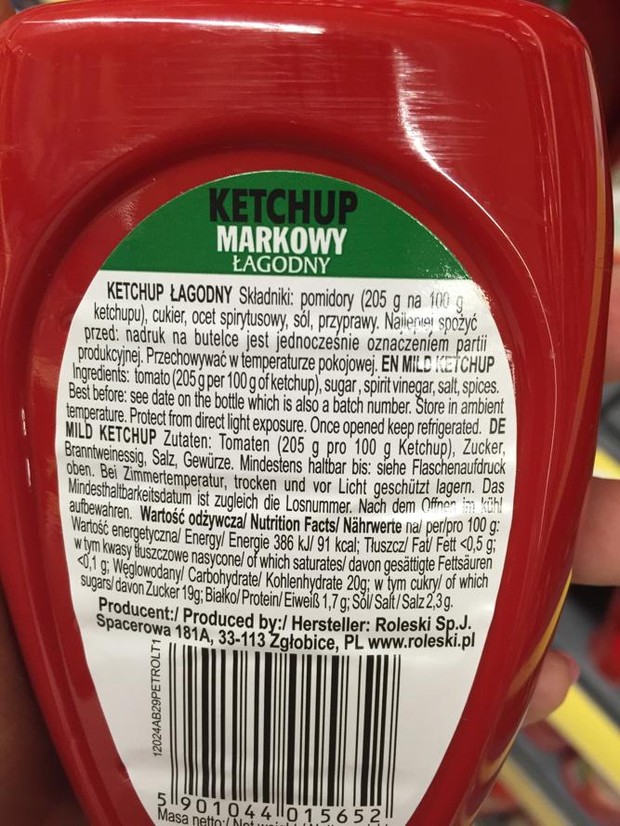 KETCHUP
MARKOWY
ŁAGODNY
KETCHUP ŁAGODNY Składniki: pomidory (205 g na 100 g
ketchupu), cukier, ocet spirytusowy, sól, przyprawy. Najlepiej spożyć
przed: nadruk na butelce jest jednocześnie oznaczeniem partii
produkcyjnej. Przechowywać w temperaturze pokojowej. EN MILD KETCHUP
Ingredients: tomato (205 g per 100 g of ketchup), sugar, spirit vinegar, salt, spices.
Best before: see date on the bottle which is also a batch number. Store in ambient
temperature. Protect from direct light exposure. Once opened keep refrigerated. DE
MILD KETCHUP Zutaten: Tomaten (205 g pro 100 g Ketchup), Zucker,
Branntweinessig, Salz, Gewürze. Mindestens haltbar bis: siehe Flaschenaufdruck
oben. Bei Zimmertemperatur, trocken und vor Licht geschützt lagern. Das
Mindesthaltbarkeitsdatum ist zugleich die Losnummer. Nach dem Öffnen im kühl
aufbewahren. Wartość odżywcza/ Nutrition Facts/ Nährwerte na/ per/pro 100 g:
Wartość energetyczna/ Energy/ Energie 386 kJ/ 91 kcal; Tłuszcz/ Fat/ Fett <0,5 g;
w tym kwasy tłuszczowe nasycone/ of which saturates/ davon gesättigte Fettsäuren
<0,1 g; Węglowodany/ Carbohydrate/ Kohlenhydrate 20g; w tym cukry/ of which
sugars/ davon Zucker 19g; Białko/ Protein/ Eiweiß 1,7 g; Sól/ Salt/ Salz 2,3 g.
Producent:/ Produced by:/ Hersteller: Roleski Sp.J.
Spacerowa 181A, 33-113 Zgłobice, PL www.roleski.pl
12024AB29PETROLT1
5 901044 015652
Masa netto:/ Net